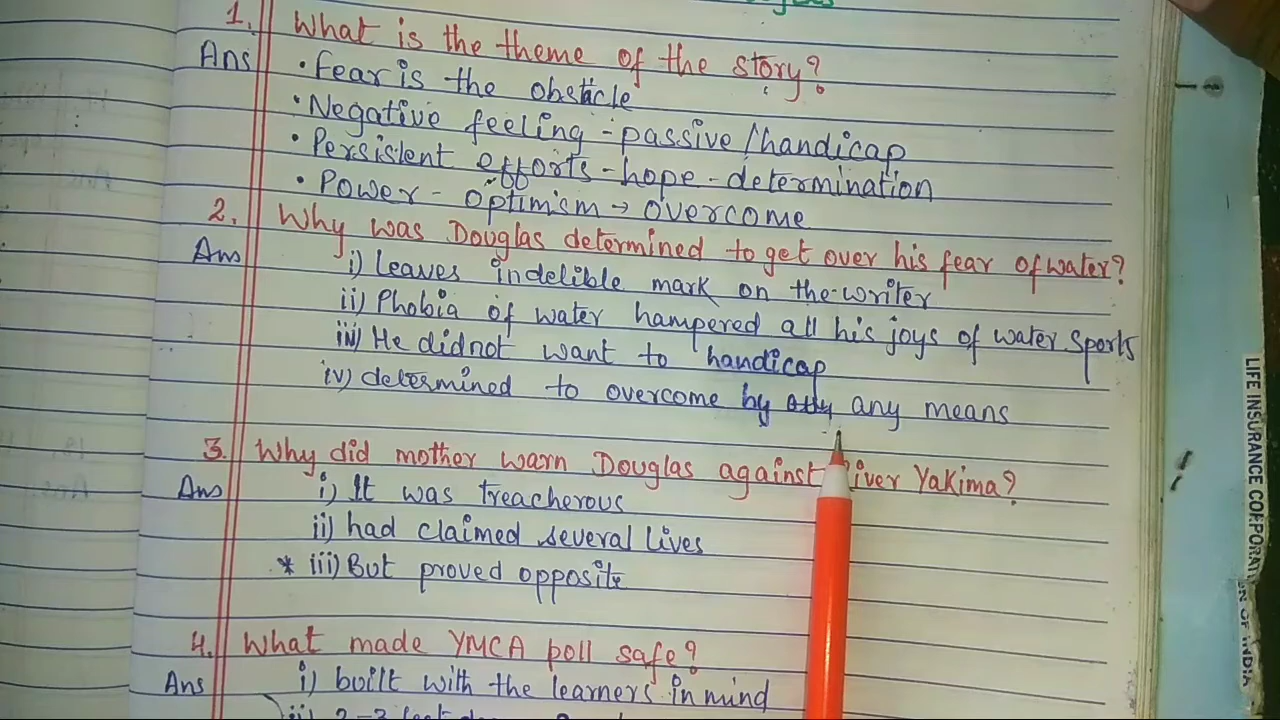 1. What is the theme of the story?
Ans • Fear is the obstacle
• Negative feeling - passive/handicap
• Persistent efforts - hope - determination
• Power - optimism → overcome
2. Why was Douglas determined to get over his fear of water?
Ans i) leaves indelible mark on the writer
ii) Phobia of water hampered all his joys of water sports
iii) He did not want to handicap
iv) determined to overcome by any means
3. Why did mother warn Douglas against River Yakima?
Ans i) It was treacherous
ii) had claimed several lives
* iii) But proved opposite
4. What made YMCA poll safe?
Ans i) built with the learners in mind
ii) 2-3 feet
LIFE INSURANCE CORPORATION OF INDIA